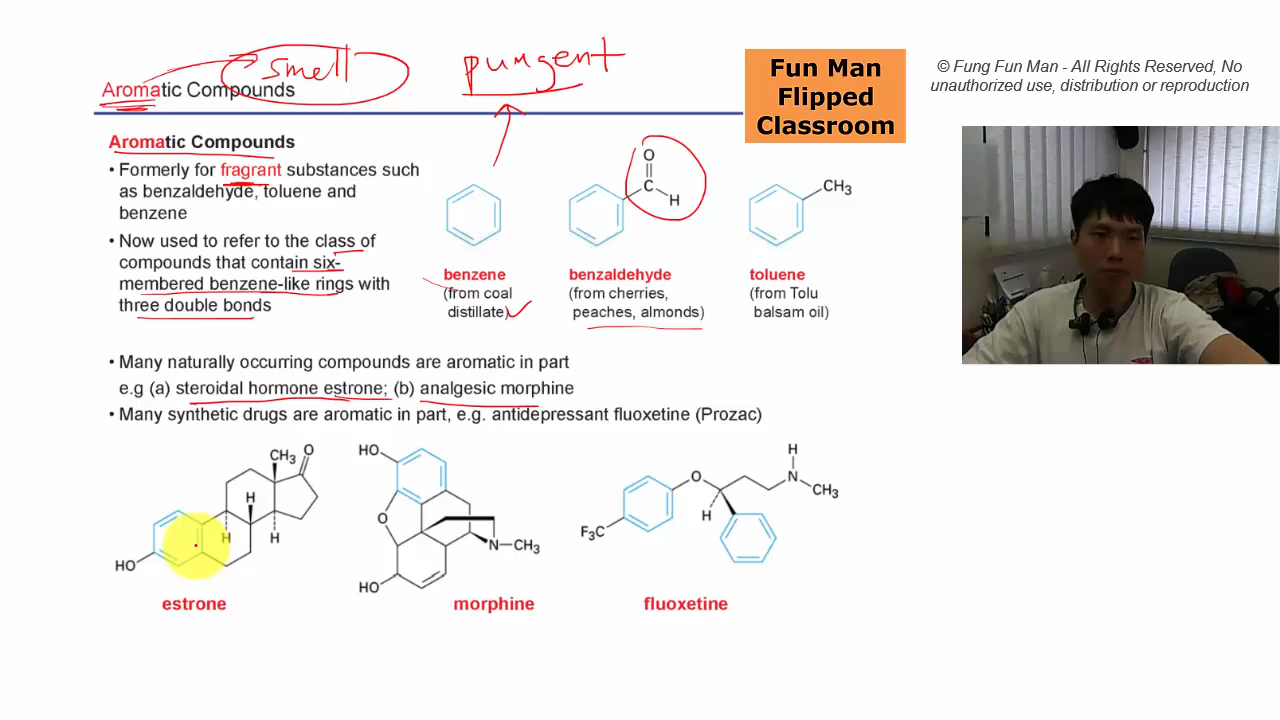 smell
pungent
Aromatic Compounds
Fun Man
Flipped
Classroom
© Fung Fun Man - All Rights Reserved, No
unauthorized use, distribution or reproduction
Aromatic Compounds
• Formerly for fragrant substances such
as benzaldehyde, toluene and
benzene
• Now used to refer to the class of
compounds that contain six-
membered benzene-like rings with
three double bonds
O
C
H
CH3
benzene
(from coal
distillate)
benzaldehyde
(from cherries,
peaches, almonds)
toluene
(from Tolu
balsam oil)
• Many naturally occurring compounds are aromatic in part
e.g (a) steroidal hormone estrone; (b) analgesic morphine
• Many synthetic drugs are aromatic in part, e.g. antidepressant fluoxetine (Prozac)
CH3 O
H
H H
HO
estrone
HO
O
N CH3
HO
morphine
H
O N
CH3
H
F3C
fluoxetine